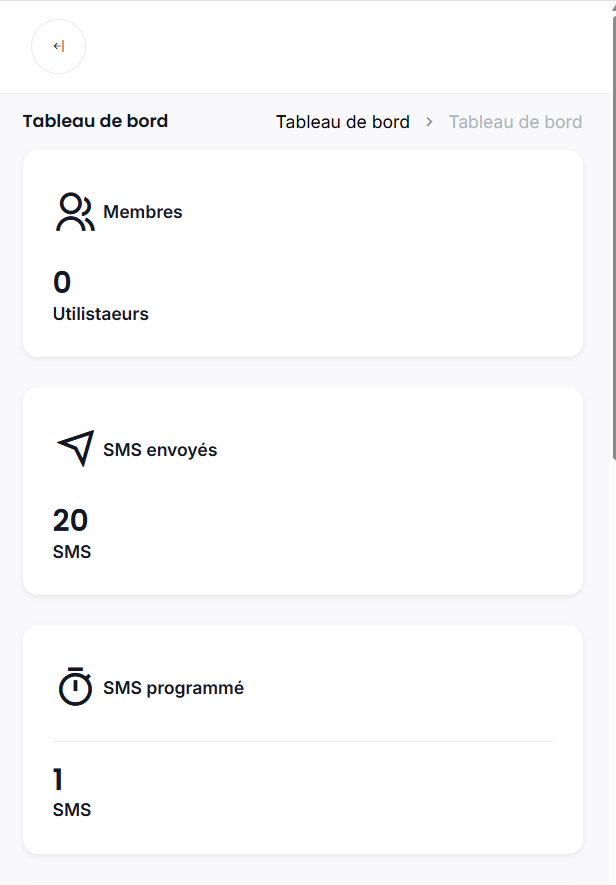 Tableau de bord
Tableau de bord > Tableau de bord
Membres
0
Utilistaeurs
SMS envoyés
20
SMS
SMS programmé
1
SMS